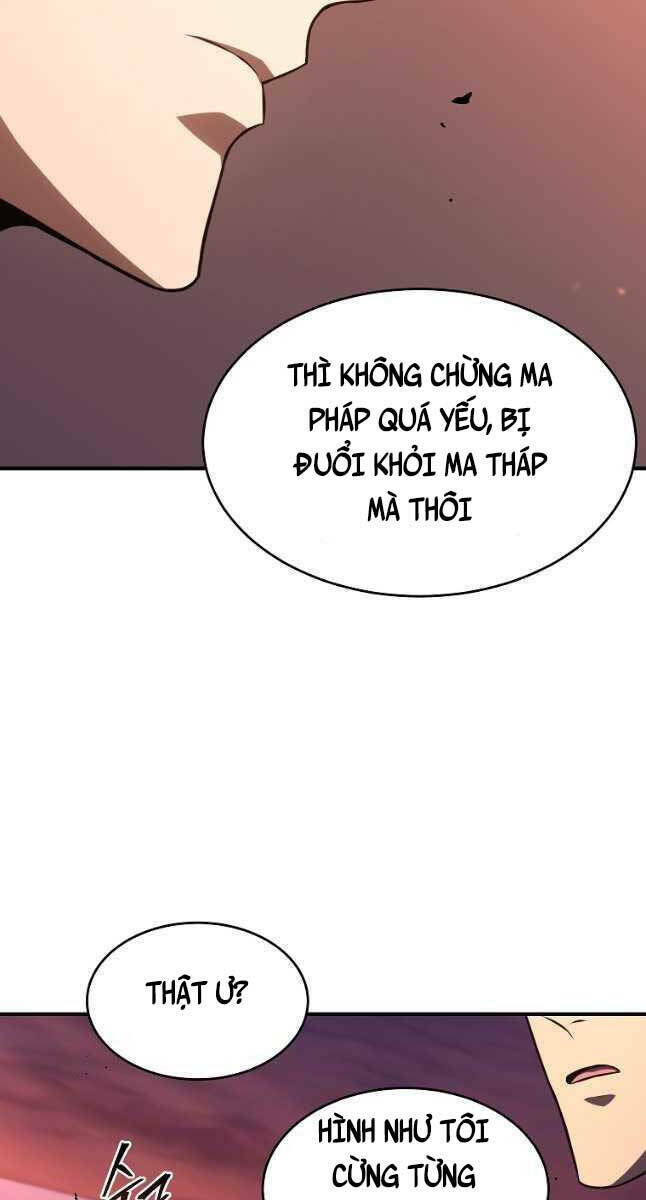 THÌ KHÔNG CHỪNG MA
PHÁP QUÁ YẾU, BỊ
ĐUỔI KHỎI MA THÁP
MÀ THÔI
THẬT Ư?
HÌNH NHƯ TÔI
CŨNG TỪNG